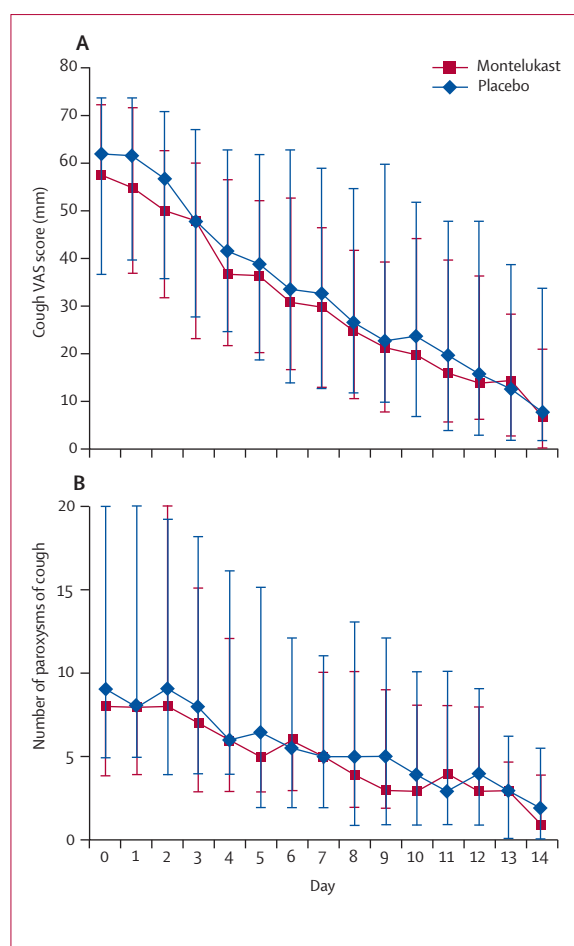 A
Montelukast
Placebo
Cough VAS score (mm)
80
70
60
50
40
30
20
10
0
B
Number of paroxysms of cough
20
15
10
5
0
0 1 2 3 4 5 6 7 8 9 10 11 12 13 14
Day